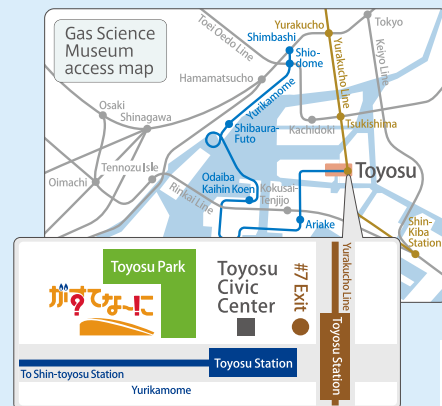 Gas Science
Museum
access map
Toei Oedo Line
Shimbashi
Shio-
dome
Yurakucho
Tokyo
Yurakucho Line
Keiyo Line
Hamamatsucho
Yurikamome
Osaki
Shinagawa
Shibaura-
Futo
Kachidoki
Tsukishima
Oimachi
Tennozu Isle
Rinkai Line
Odaiba
Kaihin Koen
Kokusai-
Tenjijo
Toyosu
Ariake
Shin-
Kiba
Station
Toyosu Park
がすてな〜に
Toyosu
Civic
Center
#7 Exit
Yurakucho Line
Toyosu Station
Toyosu Station
To Shin-toyosu Station
Yurikamome